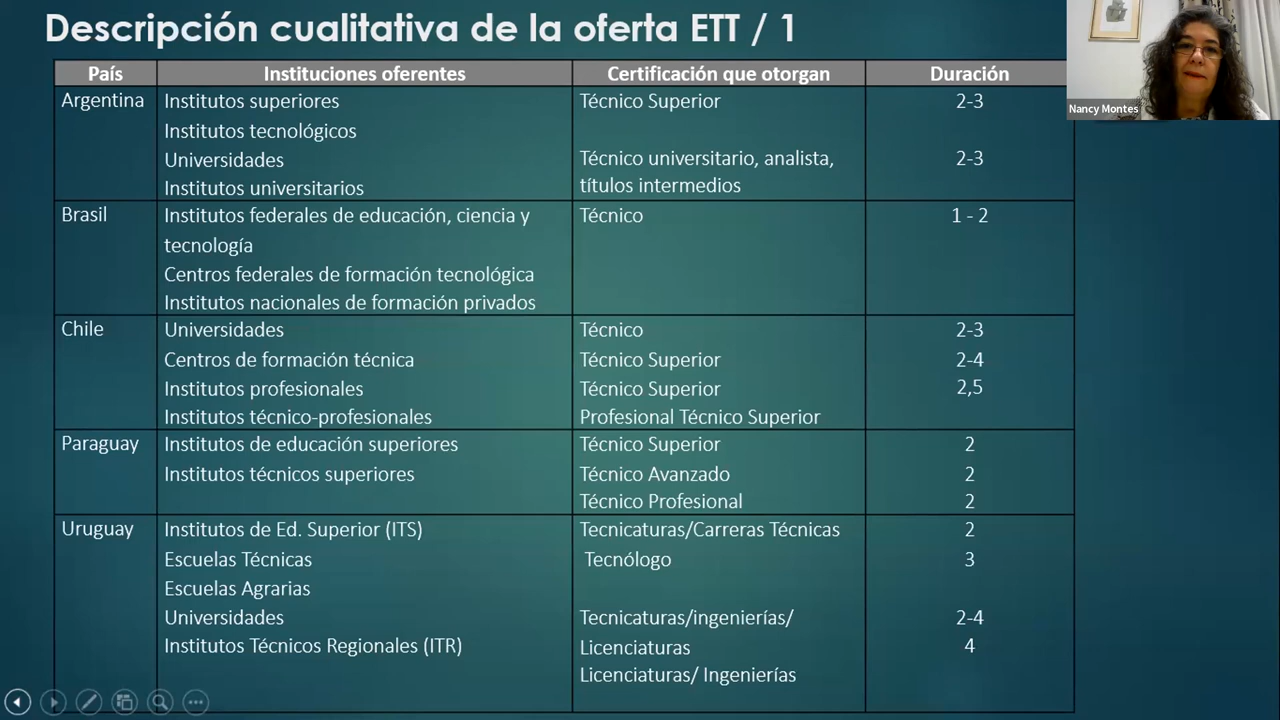 Descripción cualitativa de la oferta ETT / 1
Nancy Montes
País Instituciones oferentes Certificación que otorgan Duración
Argentina Institutos superiores Técnico Superior 2-3
Institutos tecnológicos
Universidades Técnico universitario, analista, 2-3
Institutos universitarios títulos intermedios
Brasil Institutos federales de educación, ciencia y Técnico 1 - 2
tecnología
Centros federales de formación tecnológica
Institutos nacionales de formación privados
Chile Universidades Técnico 2-3
Centros de formación técnica Técnico Superior 2-4
Institutos profesionales Técnico Superior 2,5
Institutos técnico-profesionales Profesional Técnico Superior
Paraguay Institutos de educación superiores Técnico Superior 2
Institutos técnicos superiores Técnico Avanzado 2
Técnico Profesional 2
Uruguay Institutos de Ed. Superior (ITS) Tecnicaturas/Carreras Técnicas 2
Escuelas Técnicas Tecnólogo 3
Escuelas Agrarias
Universidades Tecnicaturas/ingenierías/ 2-4
Institutos Técnicos Regionales (ITR) Licenciaturas 4
Licenciaturas/ Ingenierías